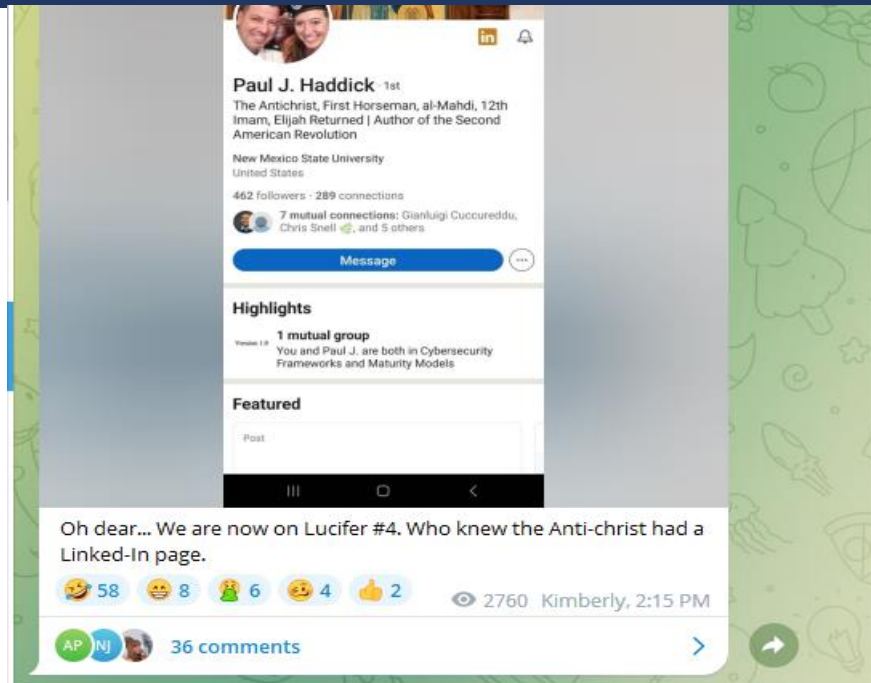 in
Paul J. Haddick · 1st
The Antichrist, First Horseman, al-Mahdi, 12th
Imam, Elijah Returned | Author of the Second
American Revolution
New Mexico State University
United States
462 followers · 289 connections
7 mutual connections: Gianluigi Cuccureddu,
Chris Snell 🌿, and 5 others
Message
Highlights
Version 1.0
1 mutual group
You and Paul J. are both in Cybersecurity
Frameworks and Maturity Models
Featured
Post
Oh dear... We are now on Lucifer #4. Who knew the Anti-christ had a
Linked-In page.
🤣 58 😁 8 🤮 6 🥴 4 👍 2 2760 Kimberly, 2:15 PM
AP NJ 36 comments